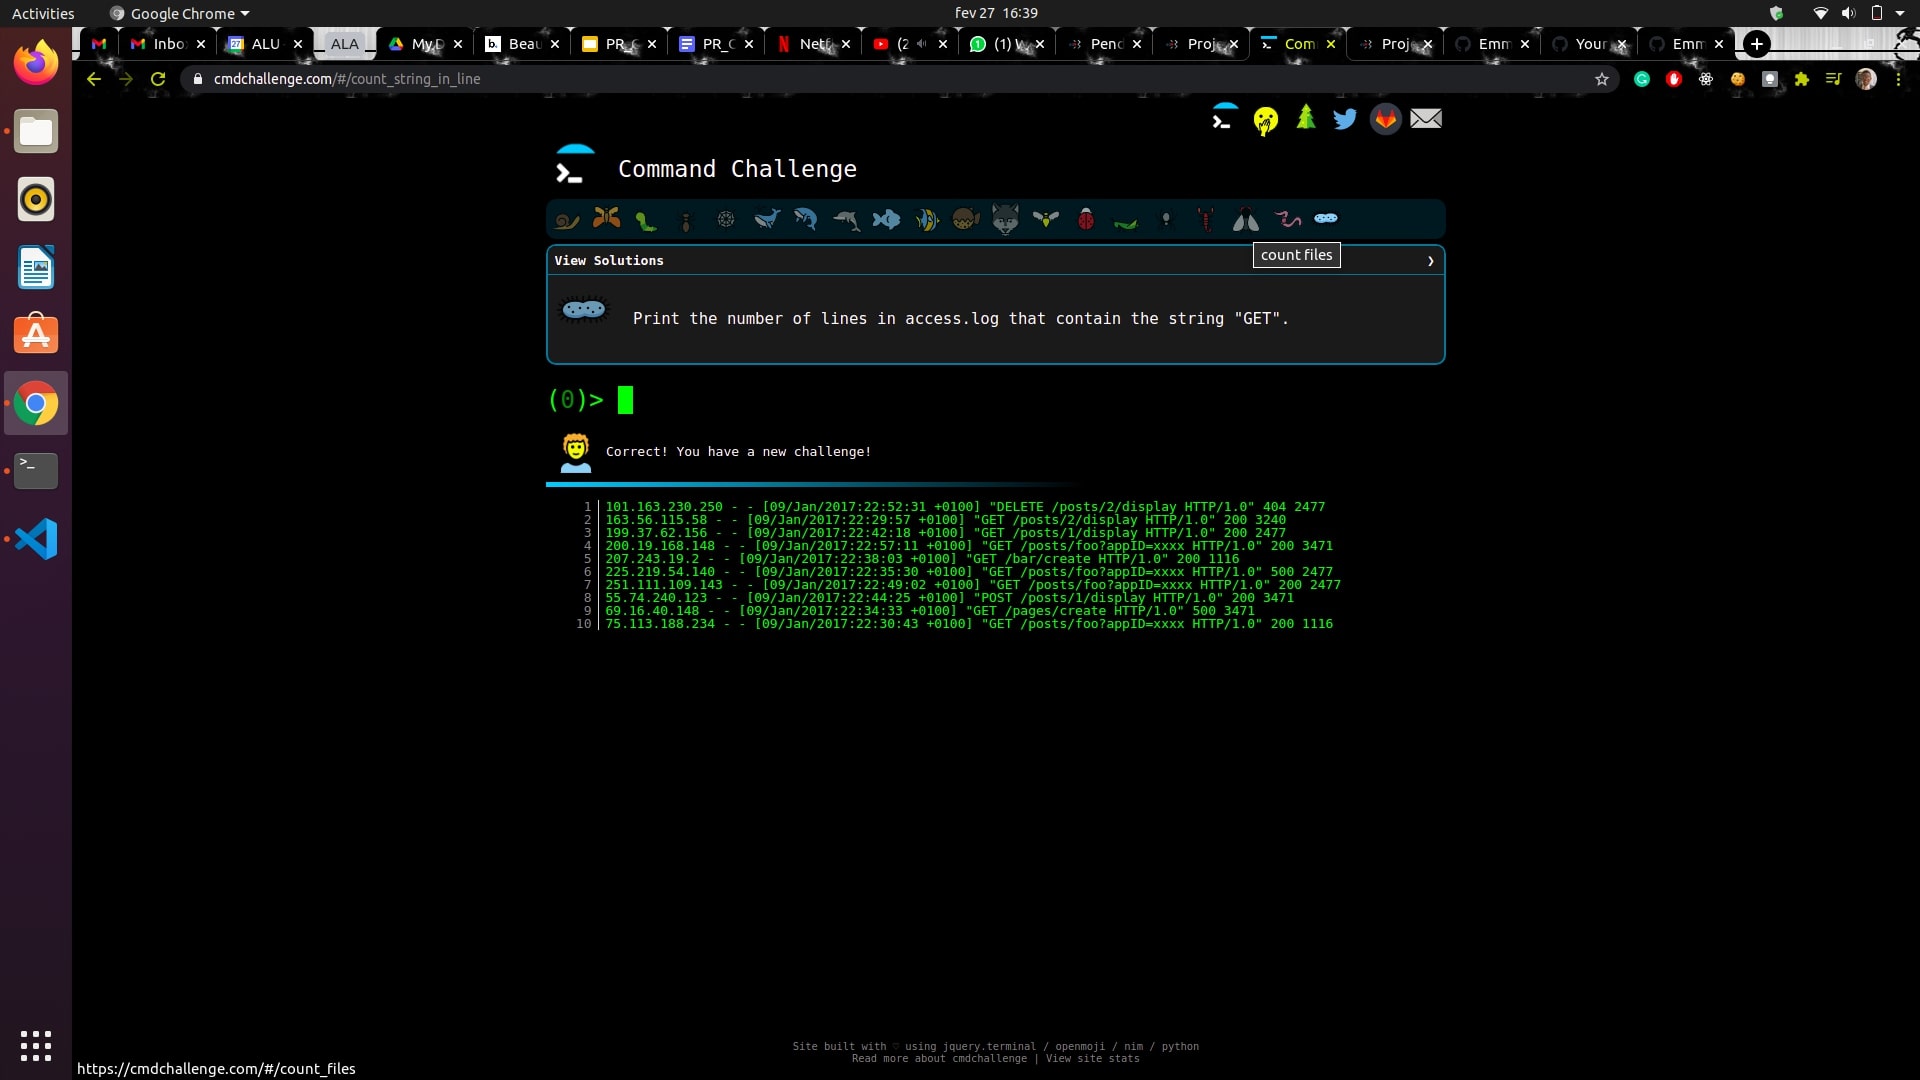 Activities Google Chrome fev 27 16:39
Inbo ALU ALA My D Beau PR_C PR_C Netf (2 (1) W Pend Proj Com Proj Emm Your Emm
cmdchallenge.com/#/count_string_in_line
Command Challenge
count files
View Solutions
Print the number of lines in access.log that contain the string "GET".
(0)>
Correct! You have a new challenge!
1 101.163.230.250 - - [09/Jan/2017:22:52:31 +0100] "DELETE /posts/2/display HTTP/1.0" 404 2477
2 163.56.115.58 - - [09/Jan/2017:22:29:57 +0100] "GET /posts/2/display HTTP/1.0" 200 3240
3 199.37.62.156 - - [09/Jan/2017:22:42:18 +0100] "GET /posts/1/display HTTP/1.0" 200 2477
4 200.19.168.148 - - [09/Jan/2017:22:57:11 +0100] "GET /posts/foo?appID=xxxx HTTP/1.0" 200 3471
5 207.243.19.2 - - [09/Jan/2017:22:38:03 +0100] "GET /bar/create HTTP/1.0" 200 1116
6 225.219.54.140 - - [09/Jan/2017:22:35:30 +0100] "GET /posts/foo?appID=xxxx HTTP/1.0" 500 2477
7 251.111.109.143 - - [09/Jan/2017:22:49:02 +0100] "GET /posts/foo?appID=xxxx HTTP/1.0" 200 2477
8 55.74.240.123 - - [09/Jan/2017:22:44:25 +0100] "POST /posts/1/display HTTP/1.0" 200 3471
9 69.16.40.148 - - [09/Jan/2017:22:34:33 +0100] "GET /pages/create HTTP/1.0" 500 3471
10 75.113.188.234 - - [09/Jan/2017:22:30:43 +0100] "GET /posts/foo?appID=xxxx HTTP/1.0" 200 1116
Site built with ♡ using jquery.terminal / openmoji / nim / python
Read more about cmdchallenge | View site stats
https://cmdchallenge.com/#/count_files